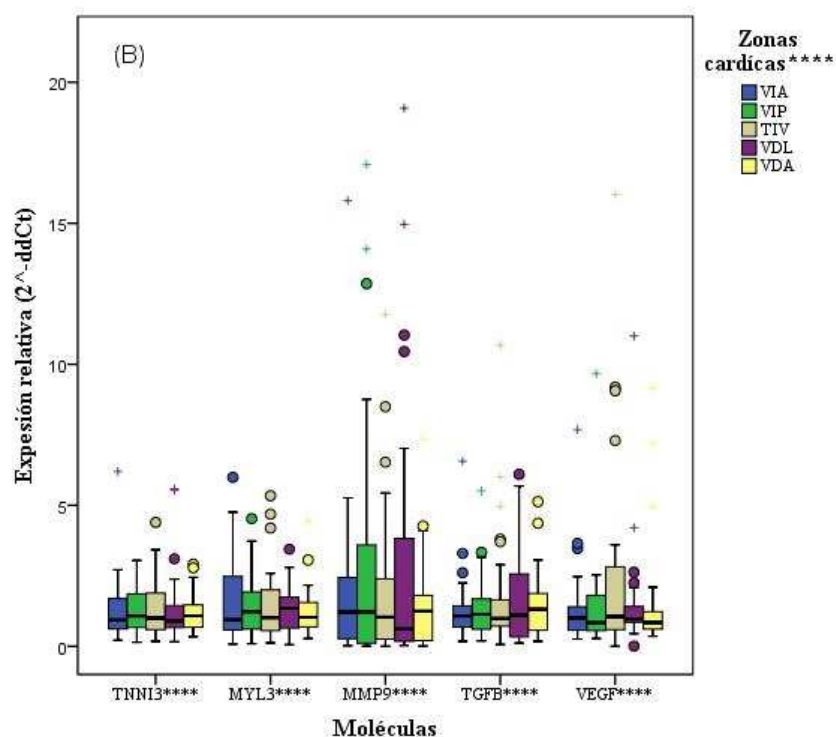 (B)
Zonas
cardícas****
VIA
VIP
TIV
VDL
VDA
Expesión relativa (2^-ddCt)
20
15
10
5
0
TNNI3**** MYL3**** MMP9**** TGFB**** VEGF****
Moléculas